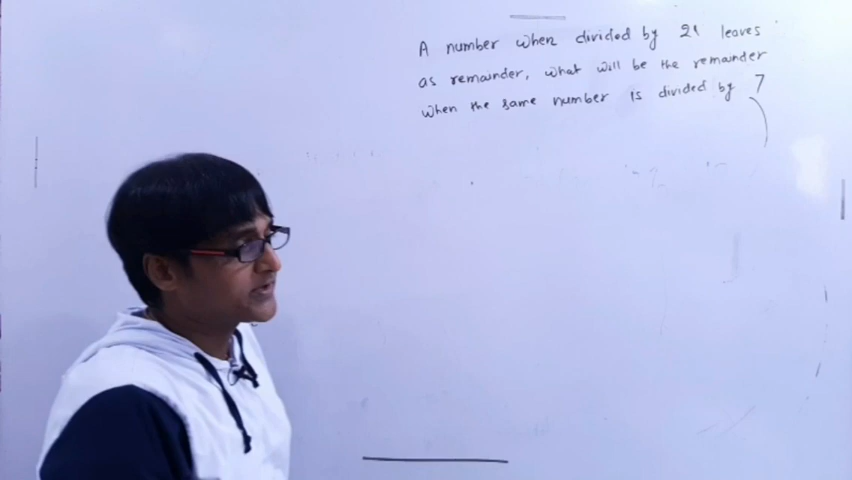 A number when divided by 21 leaves
as remainder, what will be the remainder
when the same number is divided by 7